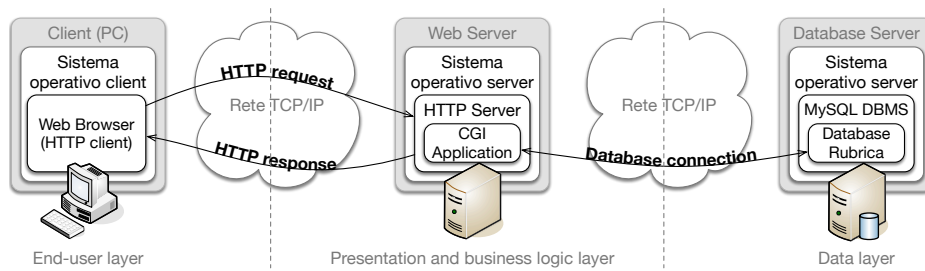 Client (PC)
Sistema
operativo client
Web Browser
(HTTP client)
End-user layer
HTTP request
Rete TCP/IP
HTTP response
Web Server
Sistema
operativo server
HTTP Server
CGI
Application
Presentation and business logic layer
Rete TCP/IP
Database connection
Database Server
Sistema
operativo server
MySQL DBMS
Database
Rubrica
Data layer